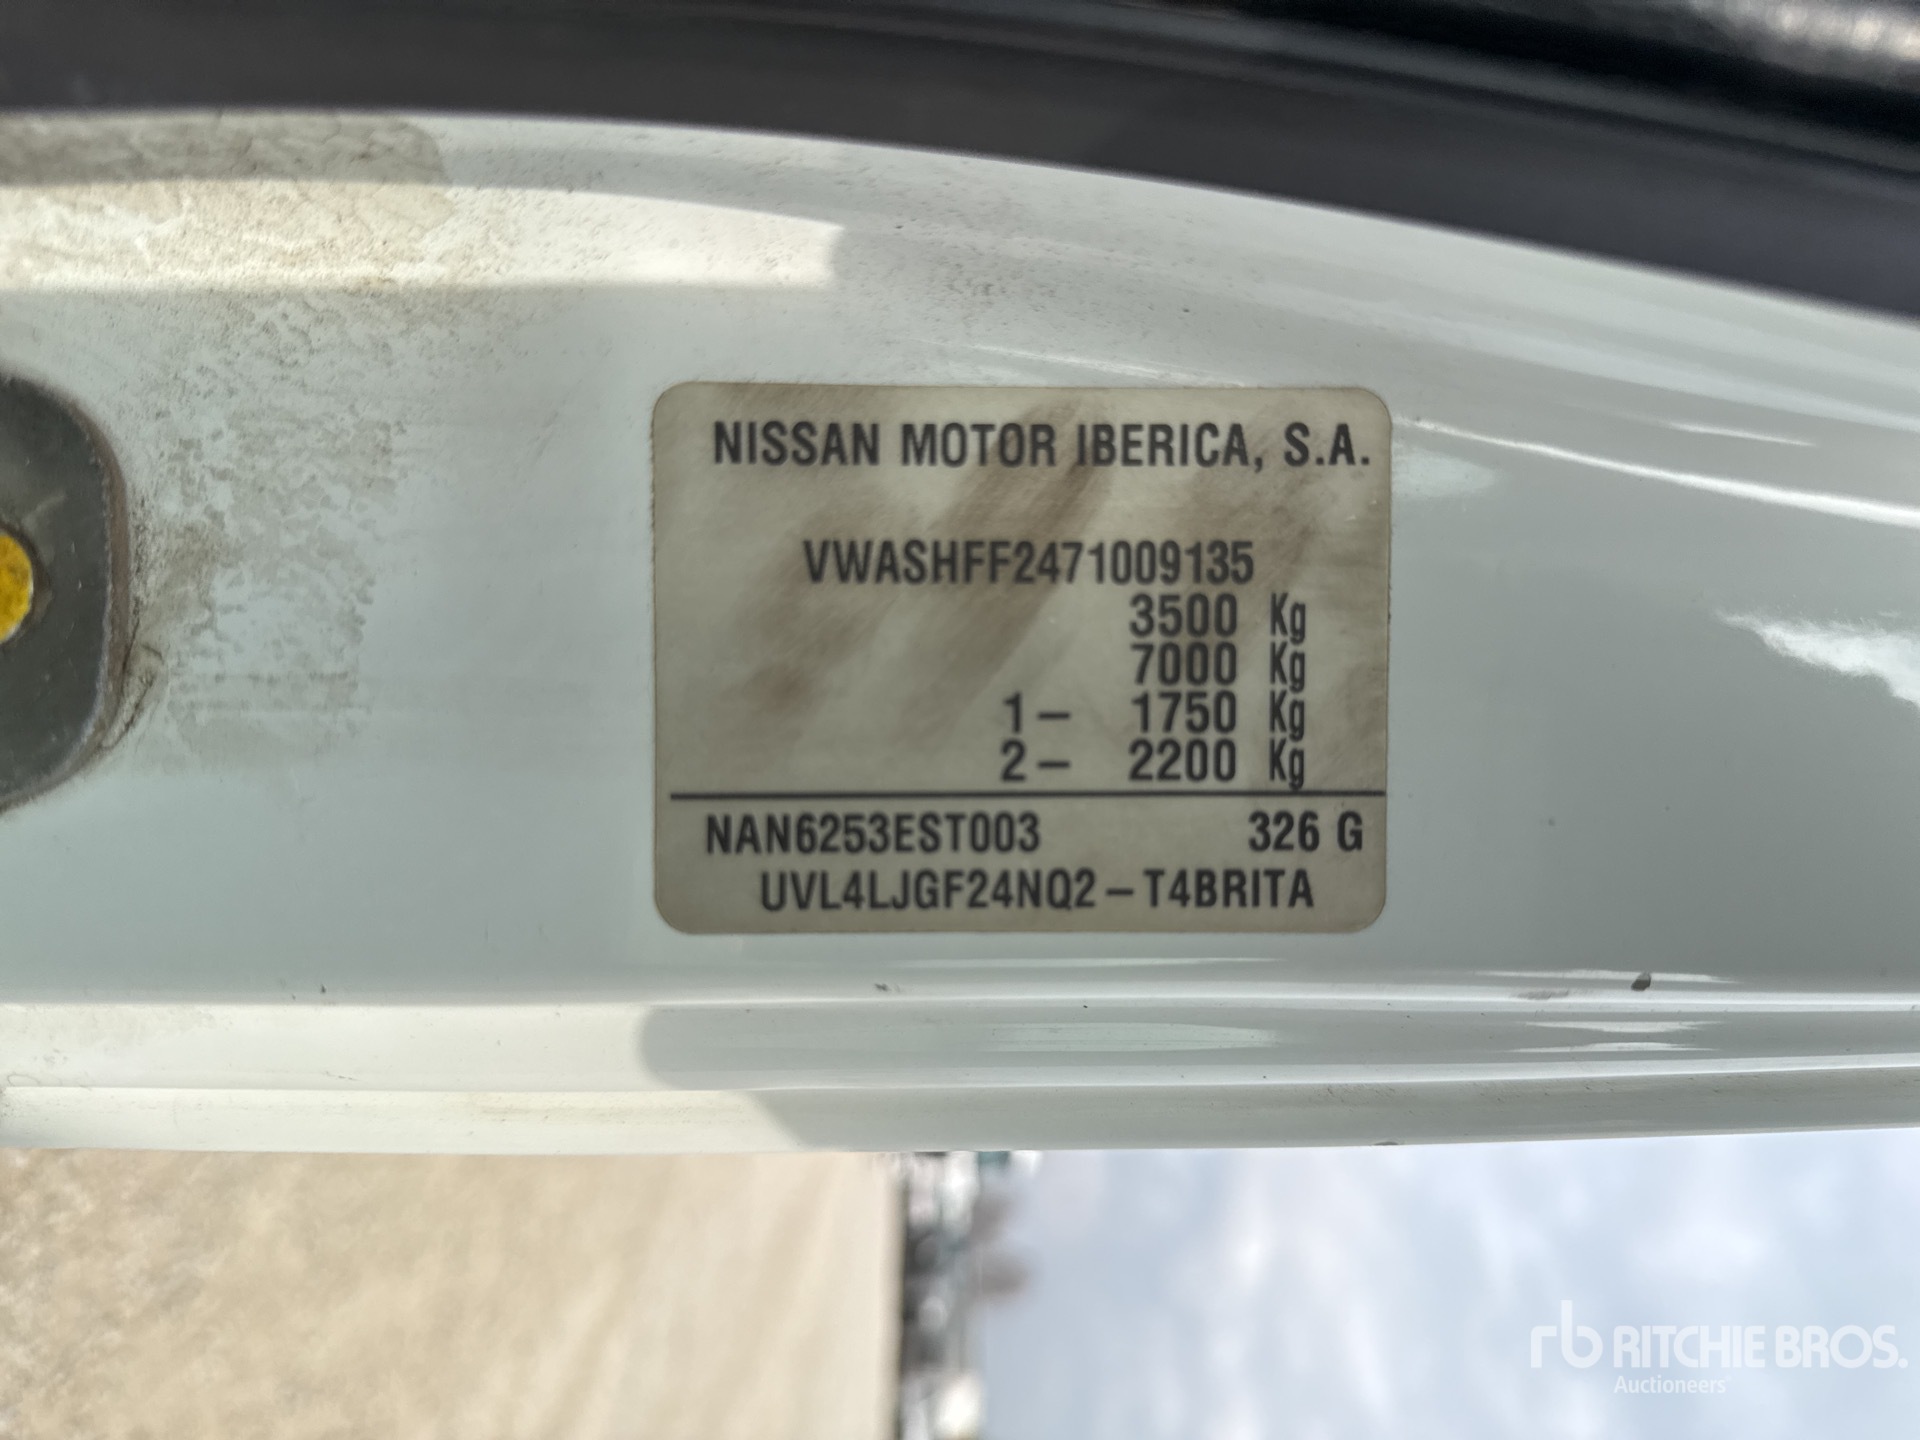 NISSAN MOTOR IBERICA, S.A.
VWASHFF2471009135
3500 Kg
7000 Kg
1- 1750 Kg
2- 2200 Kg
NAN6253EST003 326 G
UVL4LJGF24NQ2-T4BRITA
rb RITCHIE BROS.
Auctioneers